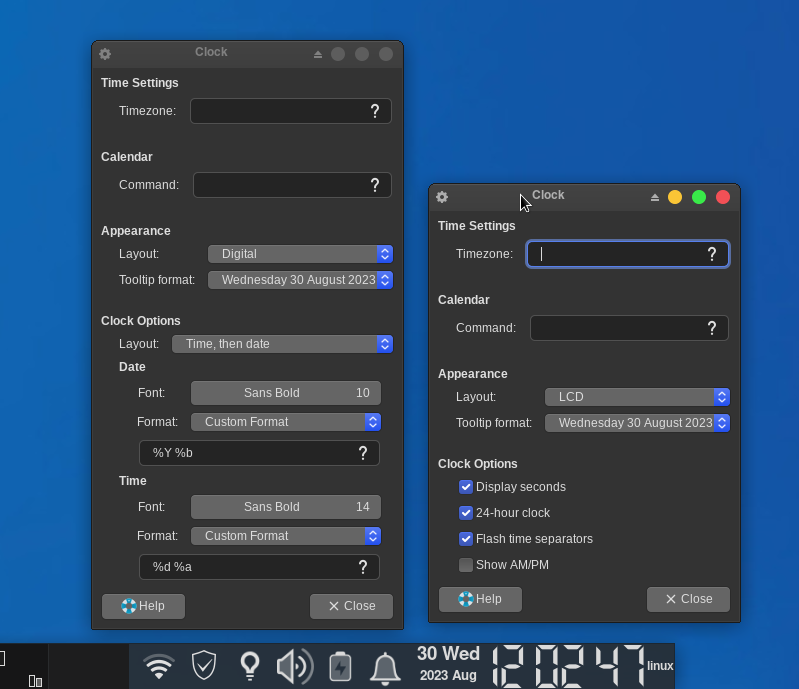 Clock
Time Settings
Timezone: ?
Calendar
Command: ?
Appearance
Layout: Digital
Tooltip format: Wednesday 30 August 2023
Clock Options
Layout: Time, then date
Date
Font: Sans Bold 10
Format: Custom Format
%Y %b ?
Time
Font: Sans Bold 14
Format: Custom Format
%d %a ?
Help × Close
Clock
Time Settings
Timezone: ?
Calendar
Command: ?
Appearance
Layout: LCD
Tooltip format: Wednesday 30 August 2023
Clock Options
Display seconds
24-hour clock
Flash time separators
Show AM/PM
Help × Close
30 Wed
2023 Aug
120247
linux